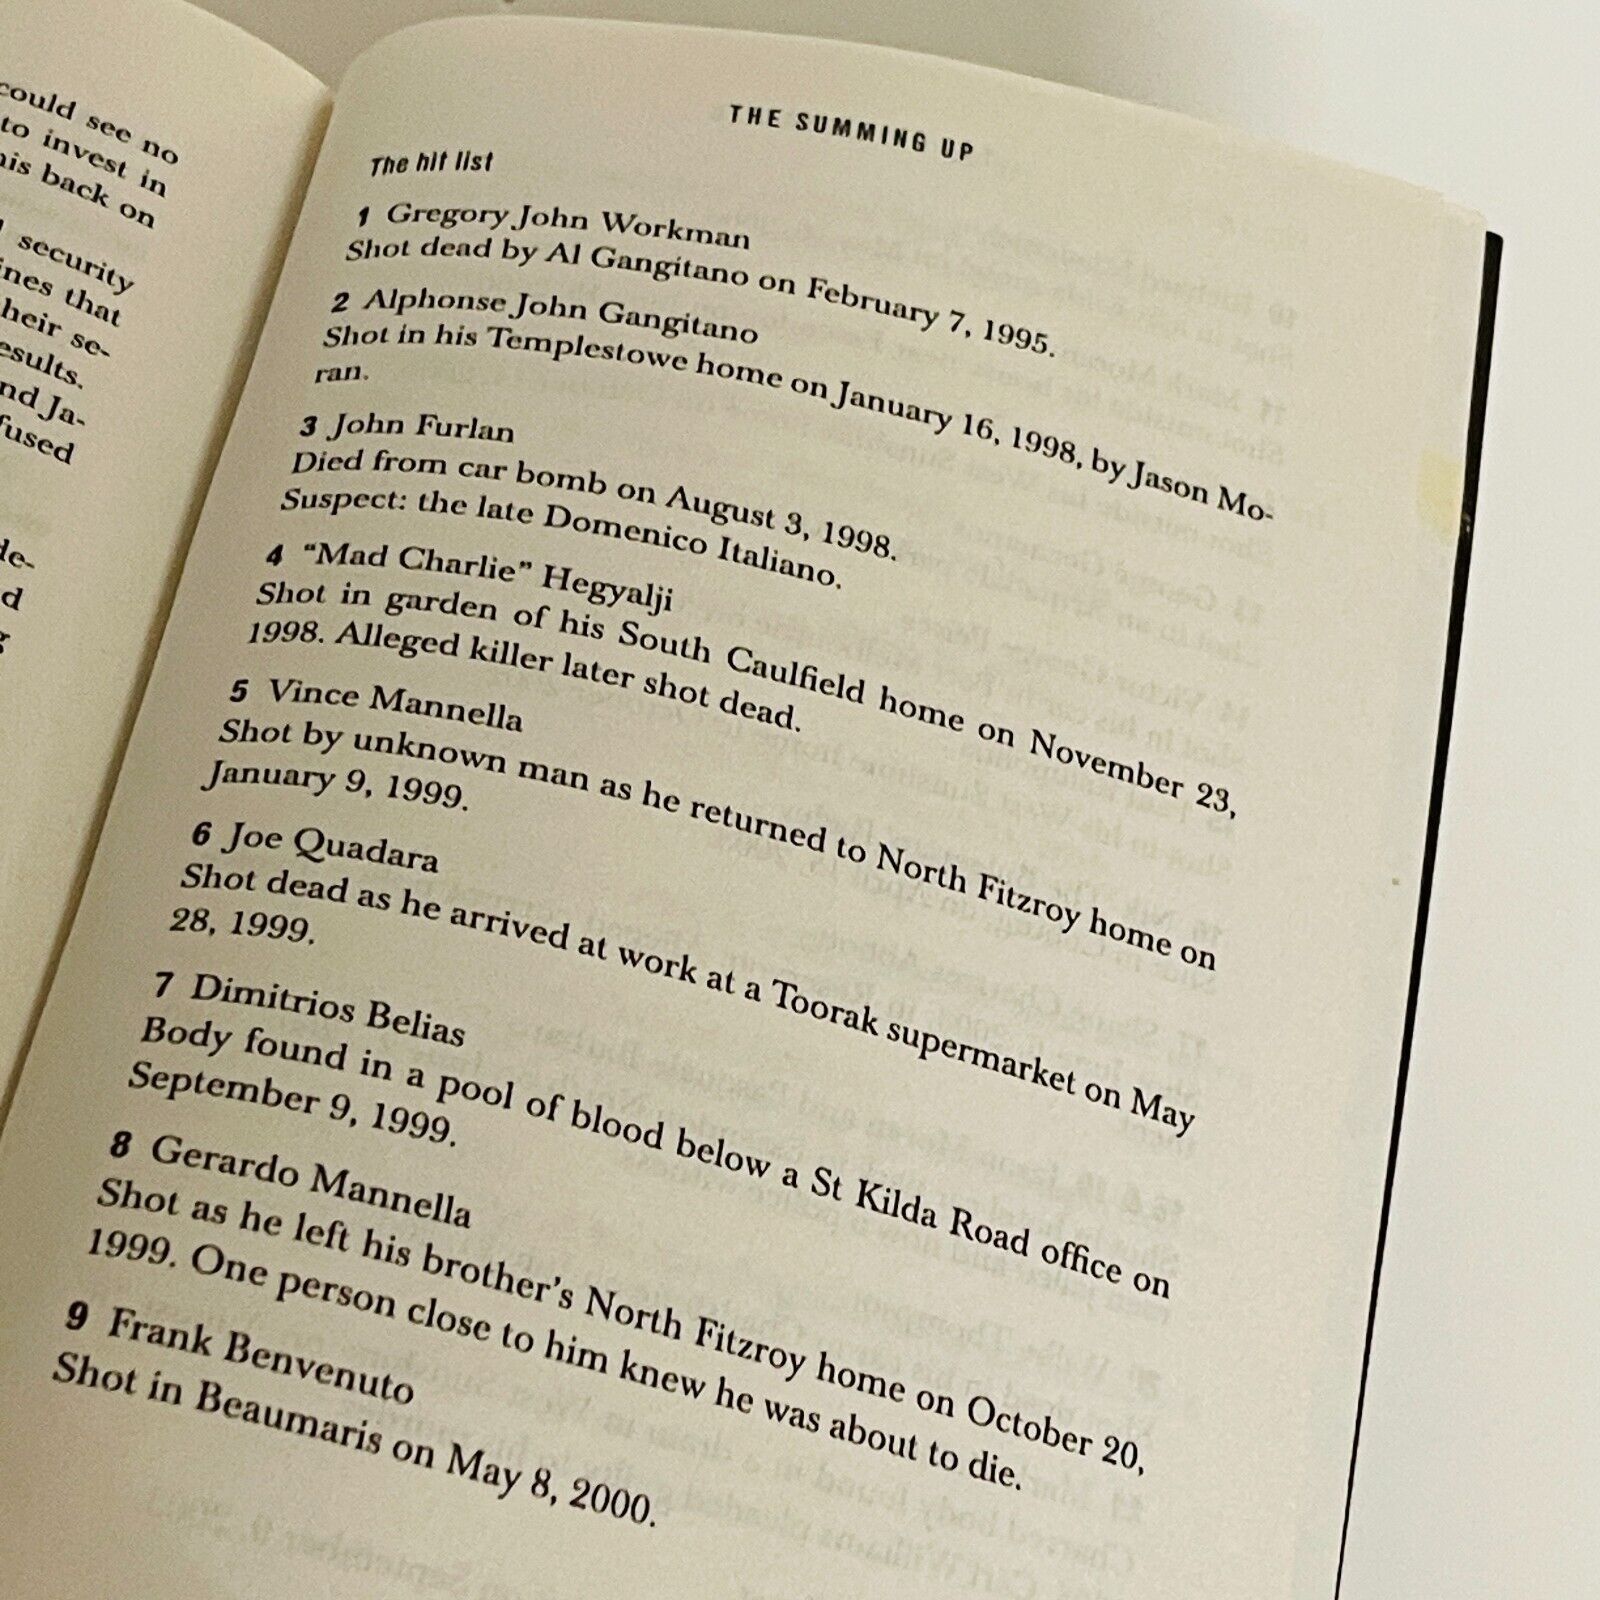 could see no
to invest in
his back on
security
ines that
heir se-
esults.
nd Ja-
fused
de-
d
g
THE SUMMING UP
The hit list
1 Gregory John Workman
Shot dead by Al Gangitano on February 7, 1995.
2 Alphonse John Gangitano
Shot in his Templestowe home on January 16, 1998, by Jason Mo-
ran.
3 John Furlan
Died from car bomb on August 3, 1998.
Suspect: the late Domenico Italiano.
4 “Mad Charlie” Hegyalji
Shot in garden of his South Caulfield home on November 23,
1998. Alleged killer later shot dead.
5 Vince Mannella
Shot by unknown man as he returned to North Fitzroy home on
January 9, 1999.
6 Joe Quadara
Shot dead as he arrived at work at a Toorak supermarket on May
28, 1999.
7 Dimitrios Belias
Body found in a pool of blood below a St Kilda Road office on
September 9, 1999.
8 Gerardo Mannella
Shot as he left his brother’s North Fitzroy home on October 20,
1999. One person close to him knew he was about to die.
9 Frank Benvenuto
Shot in Beaumaris on May 8, 2000.